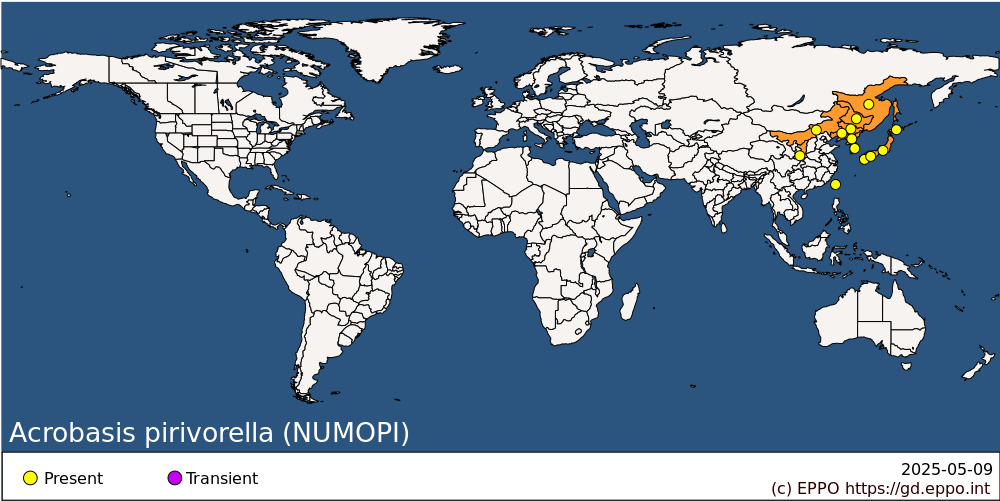 Acrobasis pirivorella (NUMOPI)
Present
Transient
2025-05-09
(c) EPPO https://gd.eppo.int